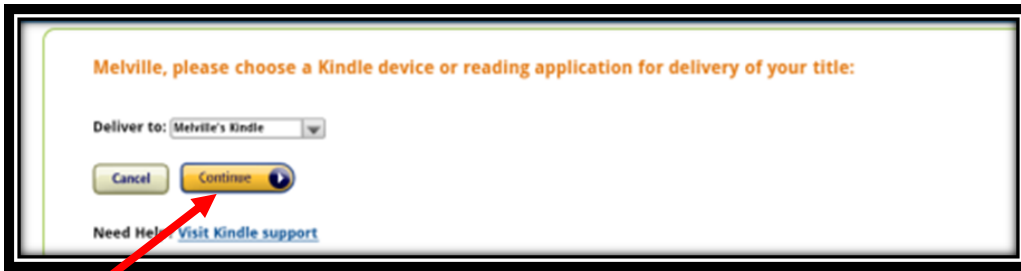 Melville, please choose a Kindle device or reading application for delivery of your title:
Deliver to: Melville's Kindle
Cancel Continue
Need Help? Visit Kindle support